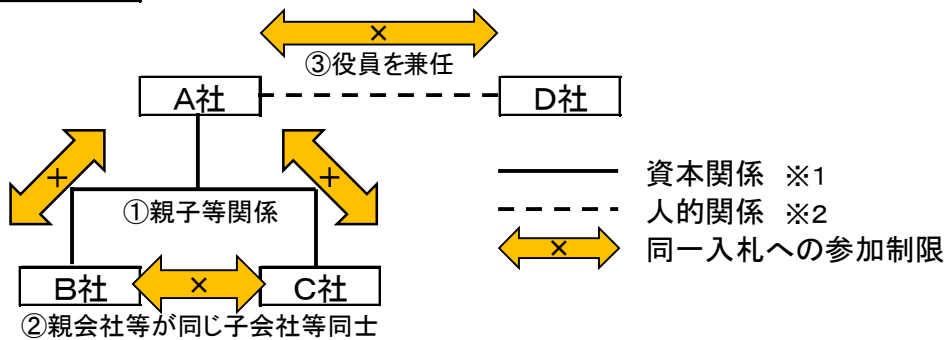 ×
③役員を兼任
A社
D社
+
+
①親子等関係
資本関係 ※1
人的関係 ※2
× 同一入札への参加制限
B社
×
C社
②親会社等が同じ子会社等同士